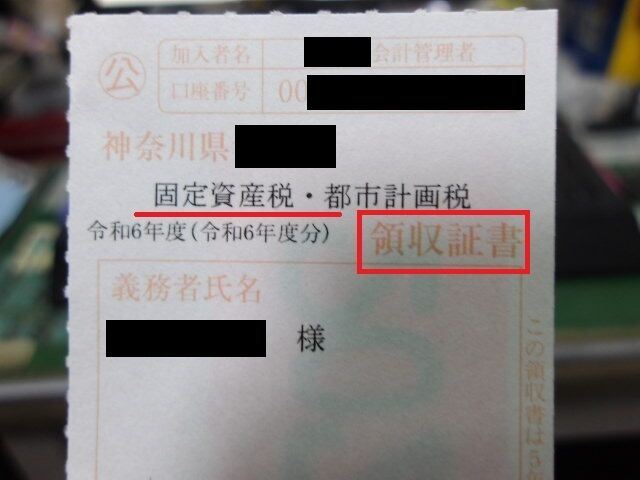 公
加入者名 会計管理者
口座番号 00
神奈川県
固定資産税・都市計画税
令和6年度(令和6年度分)
領収証書
義務者氏名
様
この領収書は5年